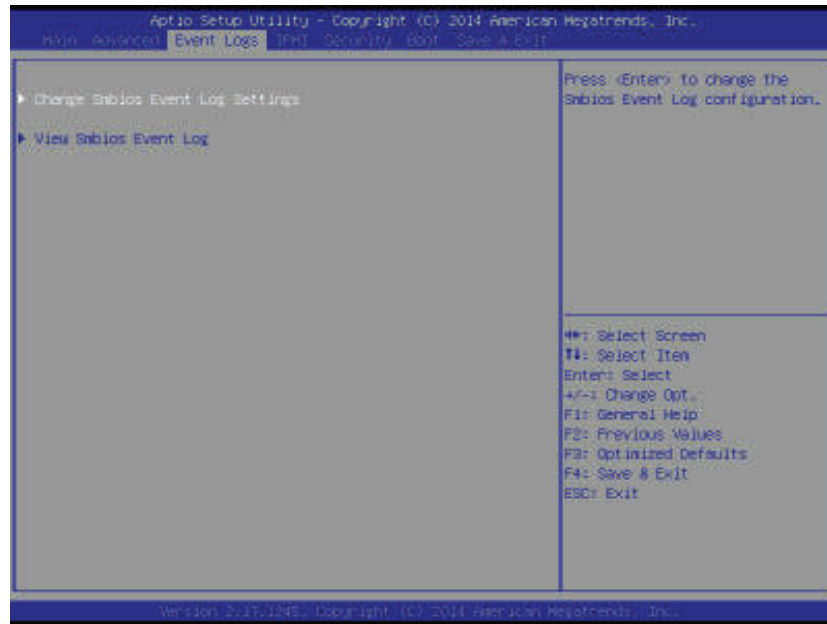 Aptio Setup Utility - Copyright (C) 2014 American Megatrends, Inc.
Main Advanced Event Logs IPMI Security Boot Save & Exit
Change Smbios Event Log Settings
View Smbios Event Log
Press <Enter> to change the
Smbios Event Log configuration.
: Select Screen
↑↓: Select Item
Enter: Select
+/-: Change Opt.
F1: General Help
F2: Previous Values
F3: Optimized Defaults
F4: Save & Exit
ESC: Exit
Version 2.17.1245. Copyright (C) 2014 American Megatrends, Inc.